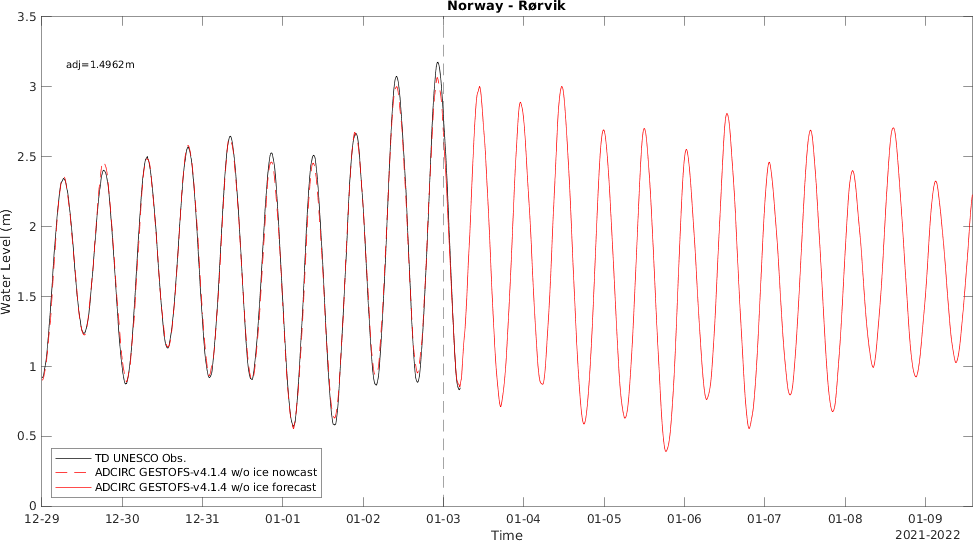 Norway - Rørvik
3.5
adj=1.4962m
3
2.5
2
1.5
1
0.5
0
Water Level (m)
TD UNESCO Obs.
ADCIRC GESTOFS-v4.1.4 w/o ice nowcast
ADCIRC GESTOFS-v4.1.4 w/o ice forecast
12-29 12-30 12-31 01-01 01-02 01-03 01-04 01-05 01-06 01-07 01-08 01-09
Time
2021-2022